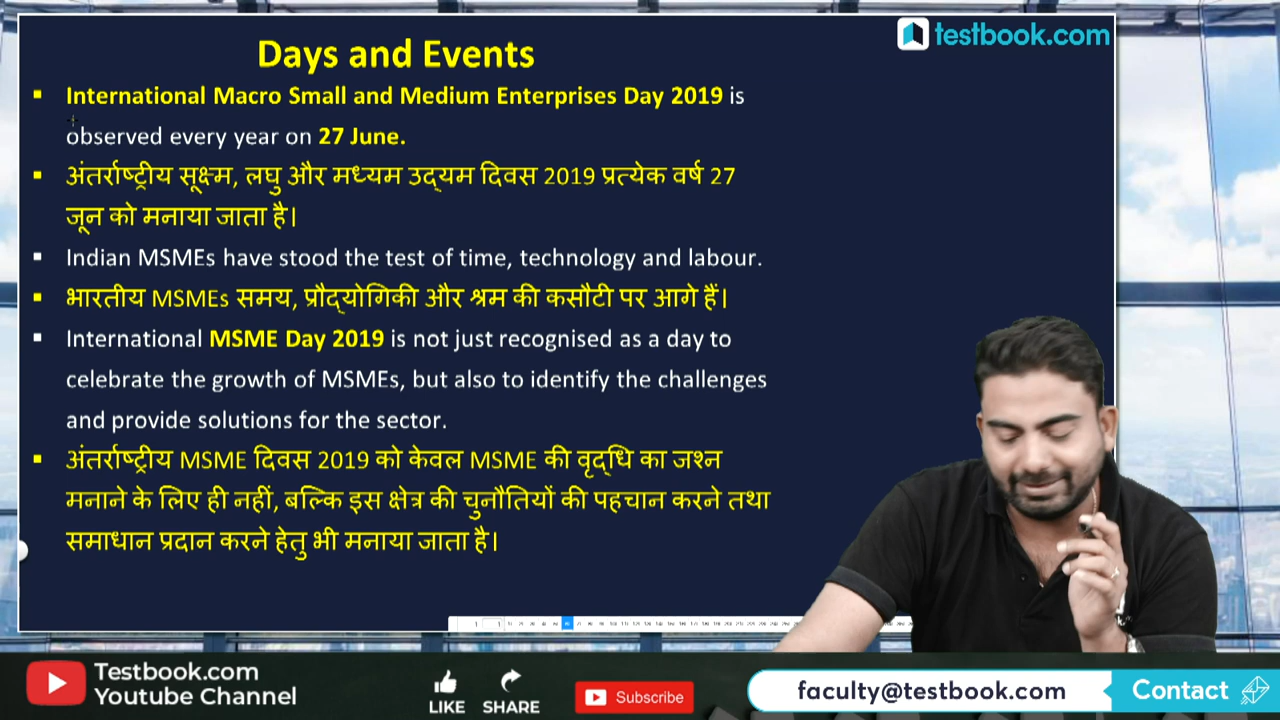 testbook.com
Days and Events
International Macro Small and Medium Enterprises Day 2019 is
observed every year on 27 June.
अंतर्राष्ट्रीय सूक्ष्म, लघु और मध्यम उद्यम दिवस 2019 प्रत्येक वर्ष 27
जून को मनाया जाता है।
Indian MSMEs have stood the test of time, technology and labour.
भारतीय MSMEs समय, प्रौद्योगिकी और श्रम की कसौटी पर आगे हैं।
International MSME Day 2019 is not just recognised as a day to
celebrate the growth of MSMEs, but also to identify the challenges
and provide solutions for the sector.
अंतर्राष्ट्रीय MSME दिवस 2019 को केवल MSME की वृद्धि का जश्न
मनाने के लिए ही नहीं, बल्कि इस क्षेत्र की चुनौतियों की पहचान करने तथा
समाधान प्रदान करने हेतु भी मनाया जाता है।
Testbook.com
Youtube Channel
LIKE
SHARE
Subscribe
faculty@testbook.com
Contact